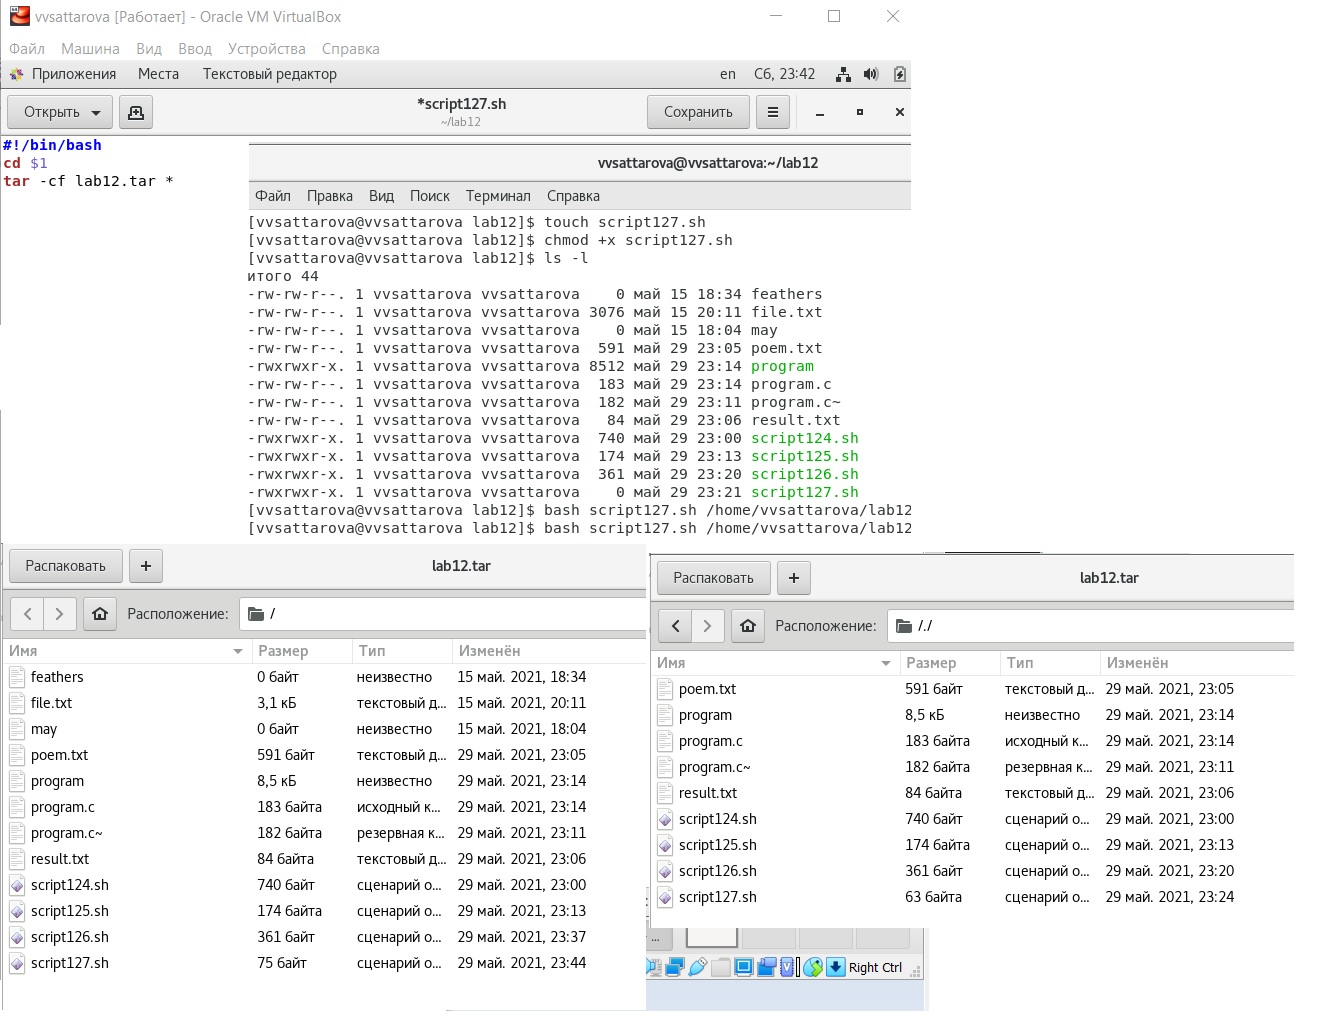 vvsattarova [Работает] - Oracle VM VirtualBox
Файл Машина Вид Ввод Устройства Справка
Приложения Места Текстовый редактор en Сб, 23:42
Открыть *script127.sh Сохранить
~/lab12
#!/bin/bash
cd $1
tar -cf lab12.tar *
vvsattarova@vvsattarova:~/lab12
Файл Правка Вид Поиск Терминал Справка
[vvsattarova@vvsattarova lab12]$ touch script127.sh
[vvsattarova@vvsattarova lab12]$ chmod +x script127.sh
[vvsattarova@vvsattarova lab12]$ ls -l
итого 44
-rw-rw-r--. 1 vvsattarova vvsattarova 0 май 15 18:34 feathers
-rw-rw-r--. 1 vvsattarova vvsattarova 3076 май 15 20:11 file.txt
-rw-rw-r--. 1 vvsattarova vvsattarova 0 май 15 18:04 may
-rw-rw-r--. 1 vvsattarova vvsattarova 591 май 29 23:05 poem.txt
-rwxrwxr-x. 1 vvsattarova vvsattarova 8512 май 29 23:14 program
-rw-rw-r--. 1 vvsattarova vvsattarova 183 май 29 23:14 program.c
-rw-rw-r--. 1 vvsattarova vvsattarova 182 май 29 23:11 program.c~
-rw-rw-r--. 1 vvsattarova vvsattarova 84 май 29 23:06 result.txt
-rwxrwxr-x. 1 vvsattarova vvsattarova 740 май 29 23:00 script124.sh
-rwxrwxr-x. 1 vvsattarova vvsattarova 174 май 29 23:13 script125.sh
-rwxrwxr-x. 1 vvsattarova vvsattarova 361 май 29 23:20 script126.sh
-rwxrwxr-x. 1 vvsattarova vvsattarova 0 май 29 23:21 script127.sh
[vvsattarova@vvsattarova lab12]$ bash script127.sh /home/vvsattarova/lab12
[vvsattarova@vvsattarova lab12]$ bash script127.sh /home/vvsattarova/lab12
Распаковать + lab12.tar
Расположение: /
Имя Размер Тип Изменён
feathers 0 байт неизвестно 15 май. 2021, 18:34
file.txt 3,1 кБ текстовый д... 15 май. 2021, 20:11
may 0 байт неизвестно 15 май. 2021, 18:04
poem.txt 591 байт текстовый д... 29 май. 2021, 23:05
program 8,5 кБ неизвестно 29 май. 2021, 23:14
program.c 183 байта исходный к... 29 май. 2021, 23:14
program.c~ 182 байта резервная к... 29 май. 2021, 23:11
result.txt 84 байта текстовый д... 29 май. 2021, 23:06
script124.sh 740 байт сценарий о... 29 май. 2021, 23:00
script125.sh 174 байта сценарий о... 29 май. 2021, 23:13
script126.sh 361 байт сценарий о... 29 май. 2021, 23:37
script127.sh 75 байт сценарий о... 29 май. 2021, 23:44
Распаковать + lab12.tar
Расположение: /./
Имя Размер Тип Изменён
poem.txt 591 байт текстовый д... 29 май. 2021, 23:05
program 8,5 кБ неизвестно 29 май. 2021, 23:14
program.c 183 байта исходный к... 29 май. 2021, 23:14
program.c~ 182 байта резервная к... 29 май. 2021, 23:11
result.txt 84 байта текстовый д... 29 май. 2021, 23:06
script124.sh 740 байт сценарий о... 29 май. 2021, 23:00
script125.sh 174 байта сценарий о... 29 май. 2021, 23:13
script126.sh 361 байт сценарий о... 29 май. 2021, 23:20
script127.sh 63 байта сценарий о... 29 май. 2021, 23:24
...
Right Ctrl